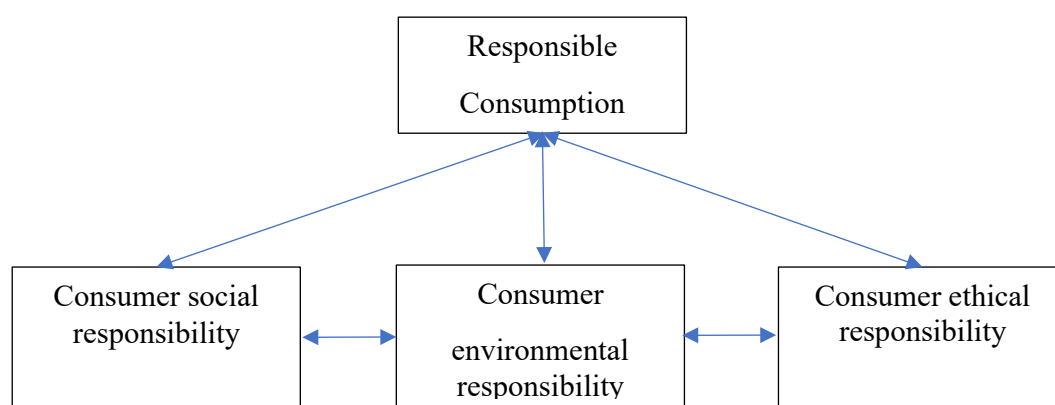 Responsible
Consumption
Consumer social
responsibility
Consumer
environmental
responsibility
Consumer ethical
responsibility